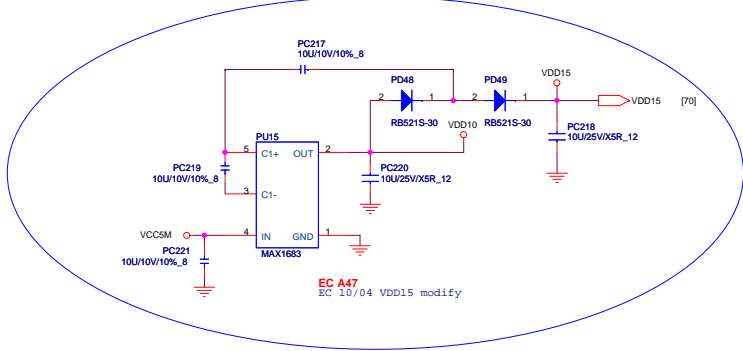 PC217
10U/10V/10%_8
PD48
PD49
VDD15
2
1
2
1
VDD15 [70]
RB521S-30
RB521S-30
VDD10
PC218
10U/25V/X5R_12
PU15
5
C1+
OUT
2
PC219
10U/10V/10%_8
PC220
10U/25V/X5R_12
3
C1-
VCC5M
4
IN
GND
1
PC221
10U/10V/10%_8
MAX1683
EC A47
EC 10/04 VDD15 modify